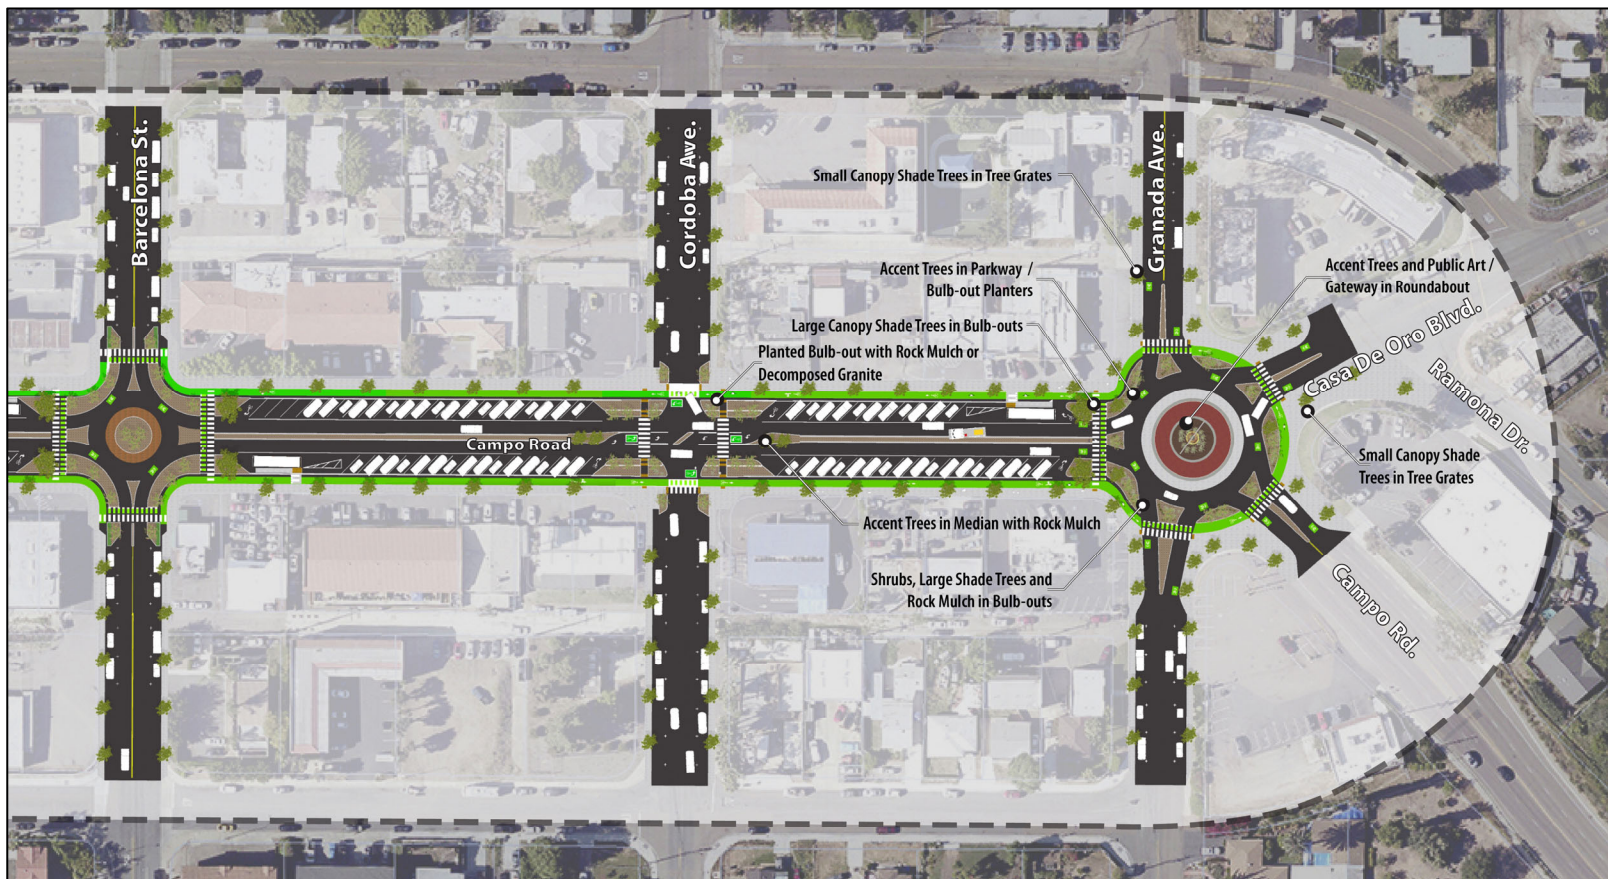 Barcelona St.
Cordoba Ave.
Granada Ave.
Small Canopy Shade Trees in Tree Grates
Accent Trees in Parkway /
Bulb-out Planters
Large Canopy Shade Trees in Bulb-outs
Planted Bulb-out with Rock Mulch or
Decomposed Granite
Accent Trees and Public Art /
Gateway in Roundabout
Casa De Oro Blvd.
Ramona Dr.
Campo Road
Small Canopy Shade
Trees in Tree Grates
Accent Trees in Median with Rock Mulch
Shrubs, Large Shade Trees and
Rock Mulch in Bulb-outs
Campo Rd.